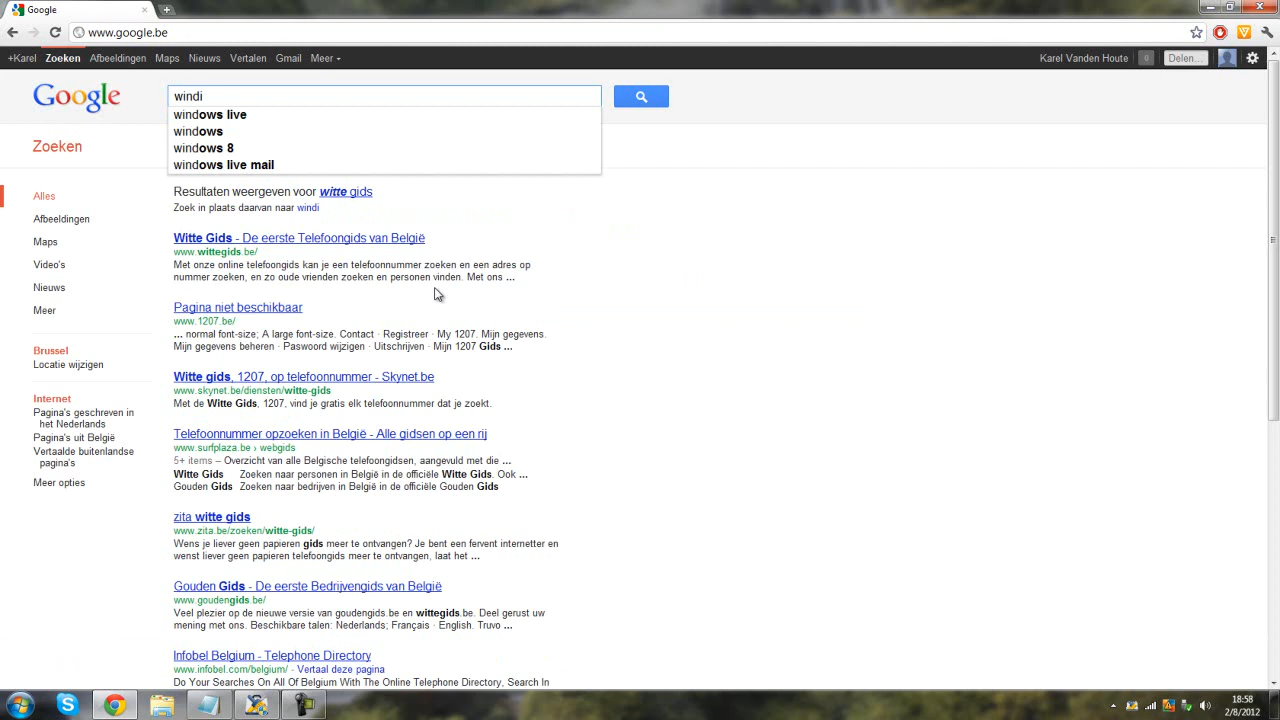 Google
www.google.be
+Karel Zoeken Afbeeldingen Maps Nieuws Vertalen Gmail Meer
Karel Vanden Houte 0 Delen...
Google
windi
windows live
windows
windows 8
windows live mail
Zoeken
Alles
Afbeeldingen
Maps
Video's
Nieuws
Meer
Brussel
Locatie wijzigen
Internet
Pagina's geschreven in
het Nederlands
Pagina's uit België
Vertaalde buitenlandse
pagina's
Meer opties
Resultaten weergeven voor witte gids
Zoek in plaats daarvan naar windi
Witte Gids - De eerste Telefoongids van België
www.wittegids.be/
Met onze online telefoongids kan je een telefoonnummer zoeken en een adres op
nummer zoeken, en zo oude vrienden zoeken en personen vinden. Met ons ...
Pagina niet beschikbaar
www.1207.be/
... normal font-size; A large font-size. Contact · Registreer · My 1207. Mijn gegevens.
Mijn gegevens beheren · Paswoord wijzigen · Uitschrijven · Mijn 1207 Gids ...
Witte gids, 1207, op telefoonnummer - Skynet.be
www.skynet.be/diensten/witte-gids
Met de Witte Gids, 1207, vind je gratis elk telefoonnummer dat je zoekt.
Telefoonnummer opzoeken in België - Alle gidsen op een rij
www.surfplaza.be › webgids
5+ items – Overzicht van alle Belgische telefoongidsen, aangevuld met die ...
Witte Gids Zoeken naar personen in België in de officiële Witte Gids. Ook ...
Gouden Gids Zoeken naar bedrijven in België in de officiële Gouden Gids
zita witte gids
www.zita.be/zoeken/witte-gids/
Wens je liever geen papieren gids meer te ontvangen? Je bent een fervent internetter en
wenst liever geen papieren telefoongids meer te ontvangen, laat het ...
Gouden Gids - De eerste Bedrijvengids van België
www.goudengids.be/
Veel plezier op de nieuwe versie van goudengids.be en wittegids.be. Deel gerust uw
mening met ons. Beschikbare talen: Nederlands; Français · English. Truvo ...
Infobel Belgium - Telephone Directory
www.infobel.com/belgium/ - Vertaal deze pagina
Do Your Searches On All Of Belgium With The Online Telephone Directory, Search In
18:58
2/8/2012